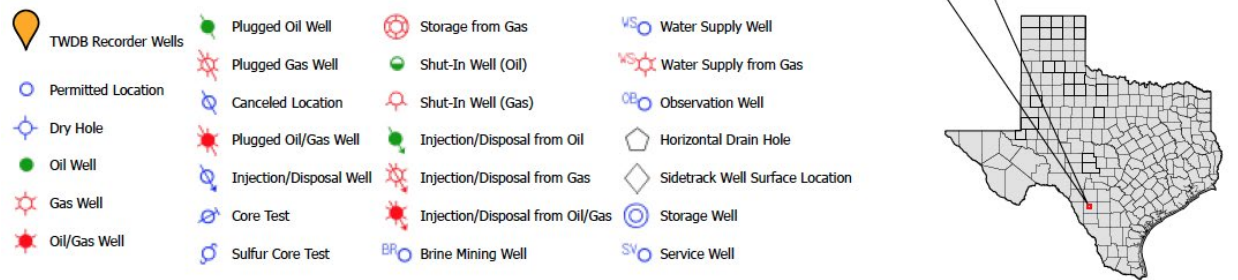 TWDB Recorder Wells
Permitted Location
Dry Hole
Oil Well
Gas Well
Oil/Gas Well
Plugged Oil Well
Plugged Gas Well
Canceled Location
Plugged Oil/Gas Well
Injection/Disposal Well
Core Test
Sulfur Core Test
Storage from Gas
Shut-In Well (Oil)
Shut-In Well (Gas)
Injection/Disposal from Oil
Injection/Disposal from Gas
Injection/Disposal from Oil/Gas
BR Brine Mining Well
WS Water Supply Well
WS Water Supply from Gas
OB Observation Well
Horizontal Drain Hole
Sidetrack Well Surface Location
Storage Well
SV Service Well